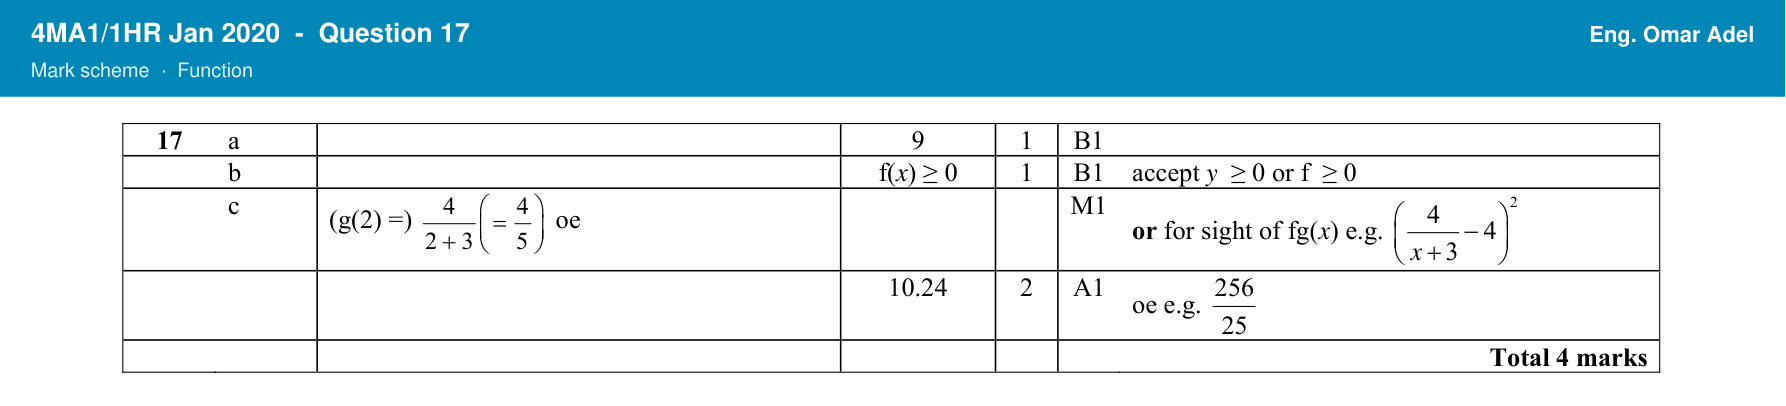 4MA1/1HR Jan 2020 - Question 17
Eng. Omar Adel
Mark scheme · Function
17 a 9 1 B1
b f(x) ≥ 0 1 B1 accept y ≥ 0 or f ≥ 0
c (g(2) =) 4/(2 + 3) (= 4/5) oe M1 or for sight of fg(x) e.g. (4/(x + 3) − 4)²
10.24 2 A1 oe e.g. 256/25
Total 4 marks